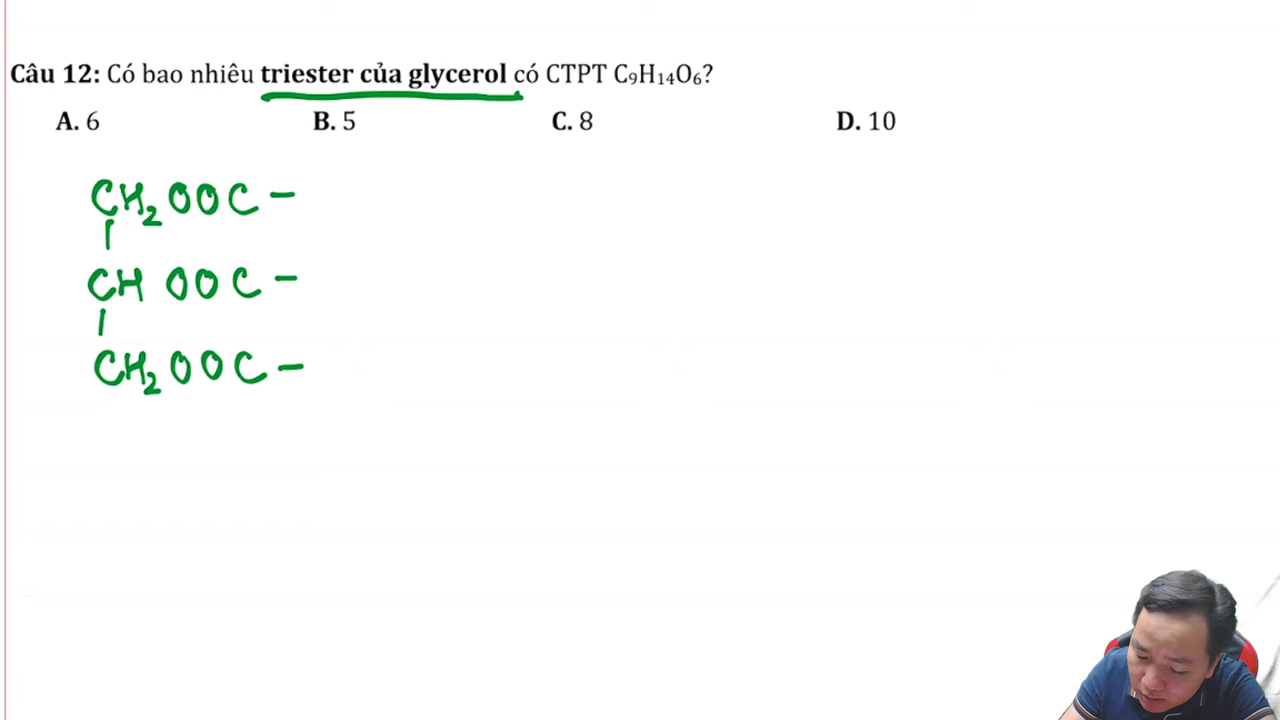 Câu 12: Có bao nhiêu triester của glycerol có CTPT C₉H₁₄O₆?
A. 6 B. 5 C. 8 D. 10
CH₂OOC –
|
CH OOC –
|
CH₂OOC –